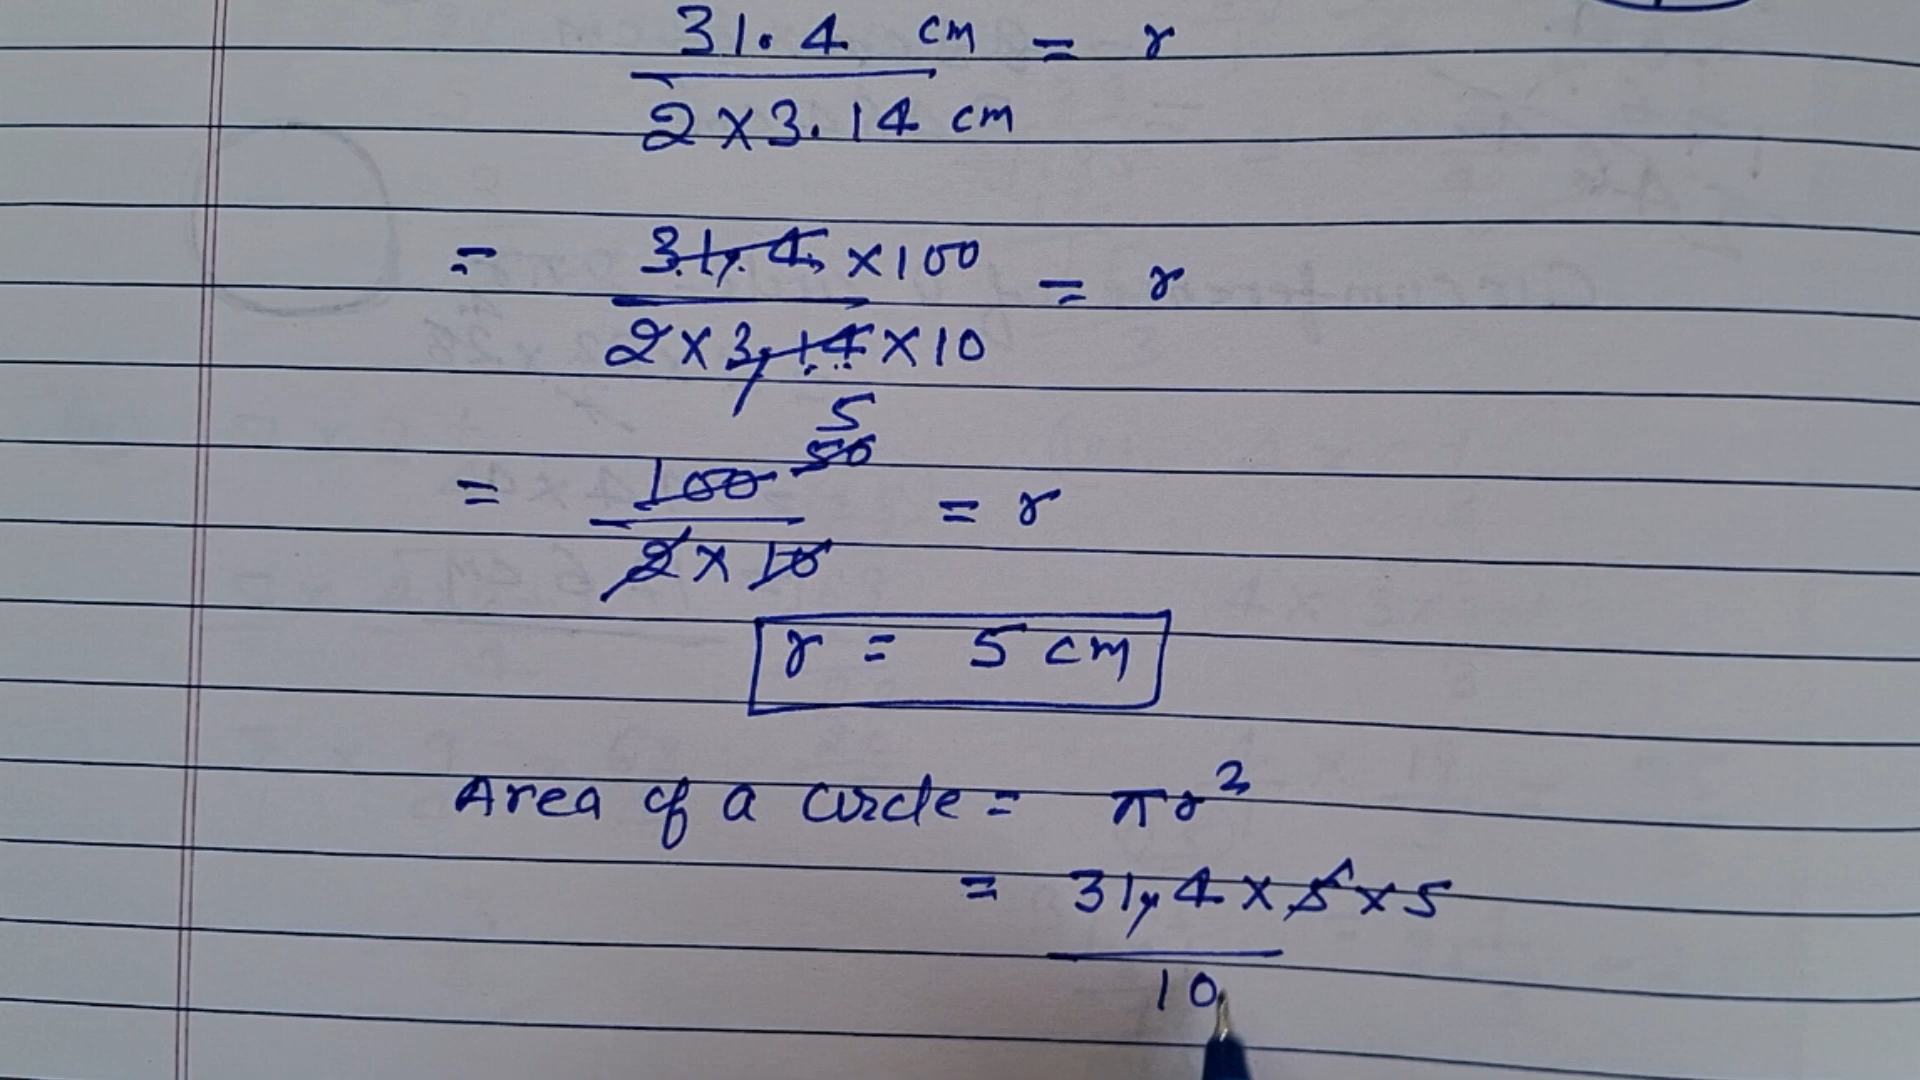 31.4 cm = r
2 x 3.14 cm
= 31.4 x 100 = r
2 x 3.14 x 10
5
50
= 100 = r
2 x 10
r = 5 cm
Area of a circle = πr²
= 31.4 x 5 x 5
10